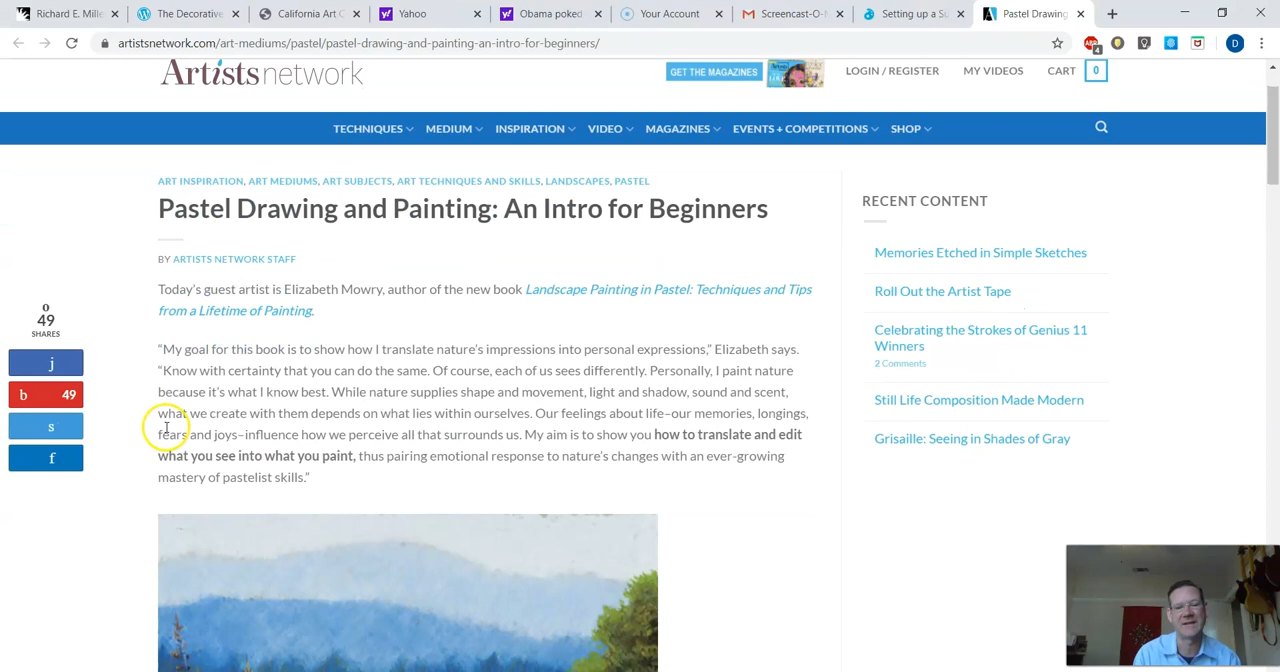 Richard E. Mille
The Decorative
California Art C
Yahoo
Obama poked
Your Account
Screencast-O-M
Setting up a Su
Pastel Drawing
artistsnetwork.com/art-mediums/pastel/pastel-drawing-and-painting-an-intro-for-beginners/
ABP
4
D
Artists network
GET THE MAGAZINES
LOGIN / REGISTER
MY VIDEOS
CART
0
TECHNIQUES
MEDIUM
INSPIRATION
VIDEO
MAGAZINES
EVENTS + COMPETITIONS
SHOP
ART INSPIRATION, ART MEDIUMS, ART SUBJECTS, ART TECHNIQUES AND SKILLS, LANDSCAPES, PASTEL
Pastel Drawing and Painting: An Intro for Beginners
BY ARTISTS NETWORK STAFF
Today’s guest artist is Elizabeth Mowry, author of the new book Landscape Painting in Pastel: Techniques and Tips
from a Lifetime of Painting.
“My goal for this book is to show how I translate nature’s impressions into personal expressions,” Elizabeth says.
“Know with certainty that you can do the same. Of course, each of us sees differently. Personally, I paint nature
because it’s what I know best. While nature supplies shape and movement, light and shadow, sound and scent,
what we create with them depends on what lies within ourselves. Our feelings about life–our memories, longings,
fears and joys–influence how we perceive all that surrounds us. My aim is to show you how to translate and edit
what you see into what you paint, thus pairing emotional response to nature’s changes with an ever-growing
mastery of pastelist skills.”
o
49
SHARES
j
b 49
s
f
RECENT CONTENT
Memories Etched in Simple Sketches
Roll Out the Artist Tape
Celebrating the Strokes of Genius 11
Winners
2 Comments
Still Life Composition Made Modern
Grisaille: Seeing in Shades of Gray